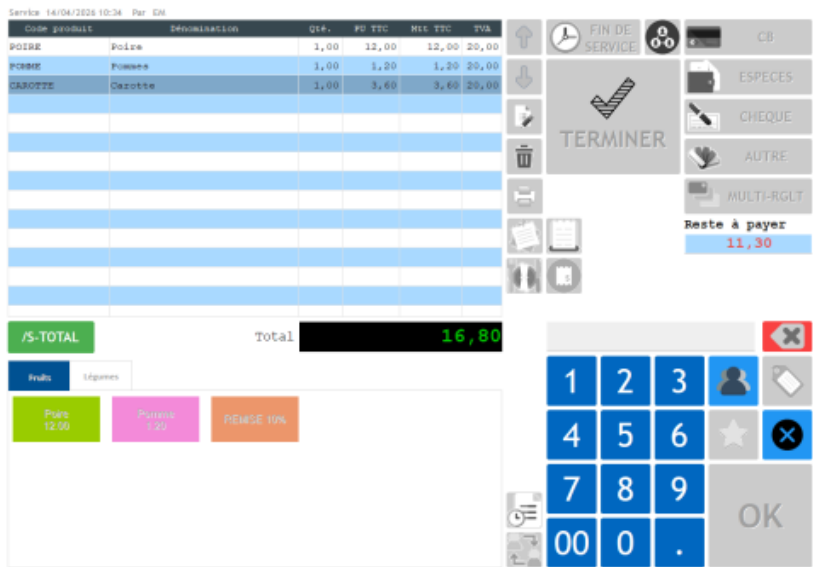 Service 14/04/2026 10:34 Par EM
Code produit Dénomination Qté. PU TTC Mtt TTC TVA
POIRE Poire 1,00 12,00 12,00 20,00
POMME Pommes 1,00 1,20 1,20 20,00
CAROTTE Carotte 1,00 3,60 3,60 20,00
FIN DE
SERVICE
CB
ESPECES
TERMINER
CHEQUE
AUTRE
MULTI-RGLT
Reste à payer
11,30
/S-TOTAL Total 16,80
Fruits Légumes
Poire
12.00
Pomme
1.20
REMISE 10%
1 2 3
4 5 6
7 8 9
00 0 .
OK